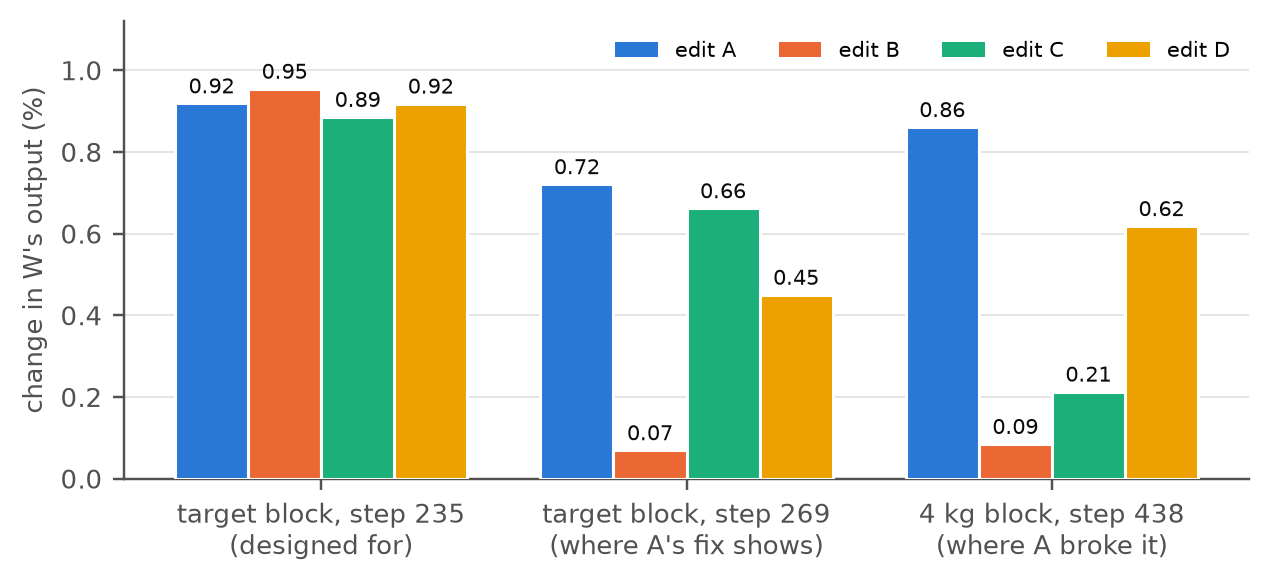 edit A edit B edit C edit D
change in W's output (%)
1.0
0.8
0.6
0.4
0.2
0.0
0.92 0.95 0.89 0.92
0.72 0.07 0.66 0.45
0.86 0.09 0.21 0.62
target block, step 235
(designed for)
target block, step 269
(where A's fix shows)
4 kg block, step 438
(where A broke it)